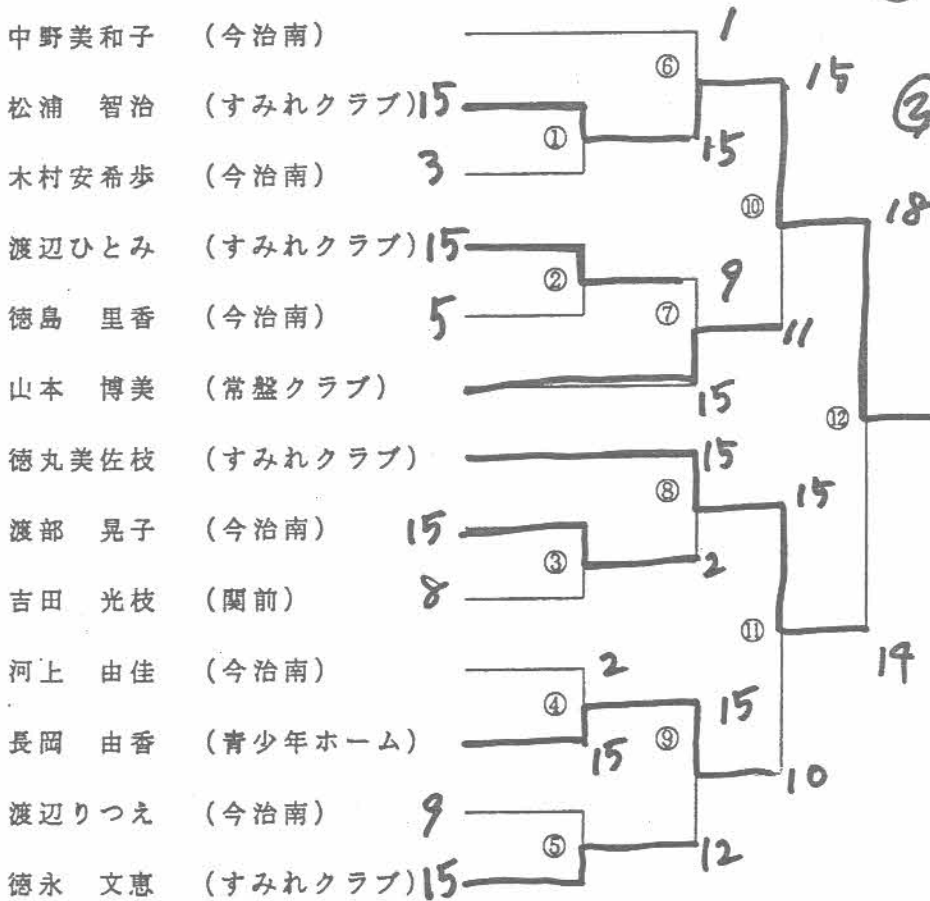 中野美和子 (今治南) 1
⑥ 15
松浦 智治 (すみれクラブ) 15 ②
① 15
木村安希歩 (今治南) 3
⑩ 18
渡辺ひとみ (すみれクラブ) 15
② 9
徳島 里香 (今治南) 5 ⑦ 11
山本 博美 (常盤クラブ) 15
⑫
徳丸美佐枝 (すみれクラブ) 15
⑧ 15
渡部 晃子 (今治南) 15
③ 2
吉田 光枝 (関前) 8
⑪
河上 由佳 (今治南) 2 14
④ 15
長岡 由香 (青少年ホーム) 15 ⑨
10
渡辺りつえ (今治南) 9
⑤ 12
徳永 文恵 (すみれクラブ) 15